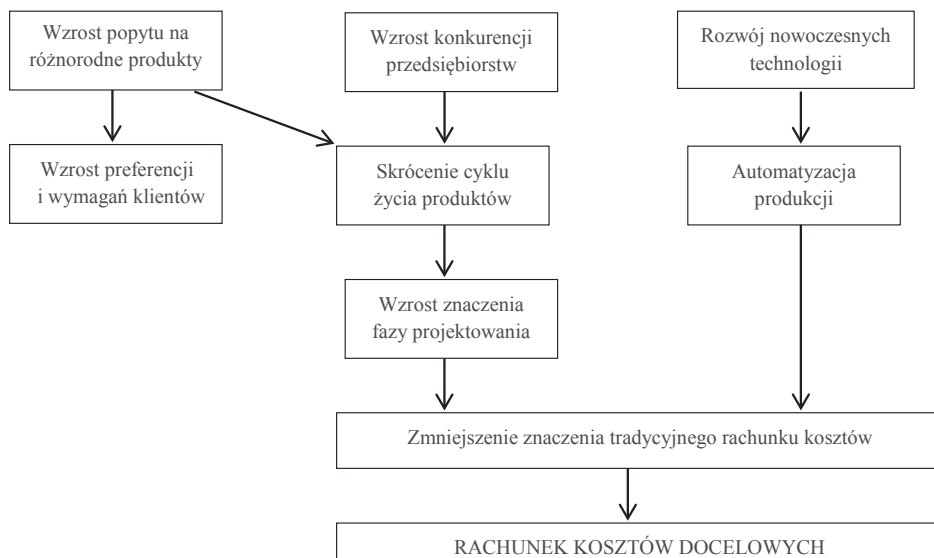 Wzrost popytu na
różnorodne produkty
Wzrost konkurencji
przedsiębiorstw
Rozwój nowoczesnych
technologii
Wzrost preferencji
i wymagań klientów
Skrócenie cyklu
życia produktów
Automatyzacja
produkcji
Wzrost znaczenia
fazy projektowania
Zmniejszenie znaczenia tradycyjnego rachunku kosztów
RACHUNEK KOSZTÓW DOCELOWYCH